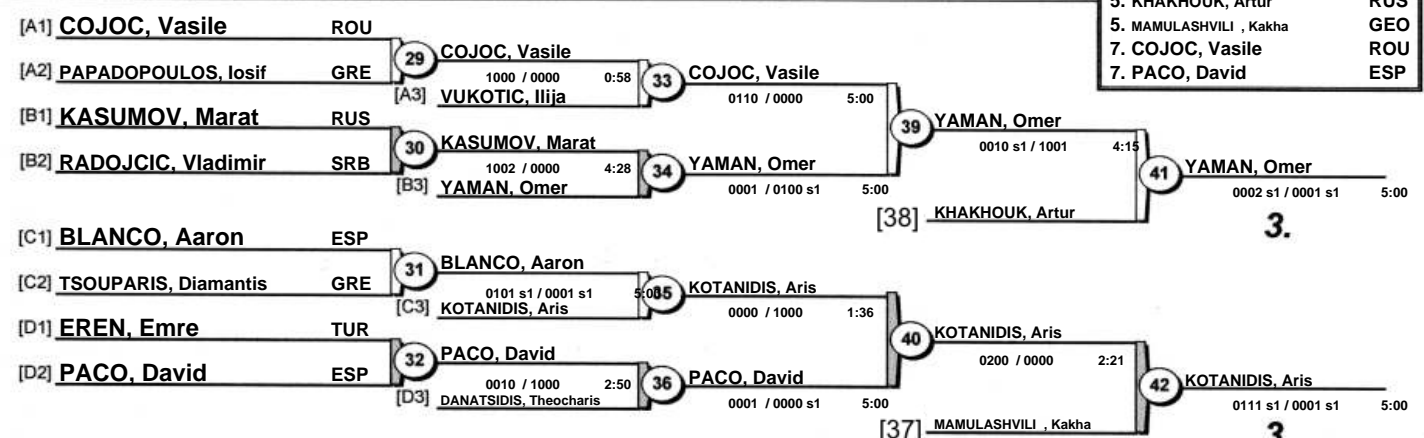 5. KHAKHOUK, Artur RUS
5. MAMULASHVILI , Kakha GEO
7. COJOC, Vasile ROU
7. PACO, David ESP
[A1] COJOC, Vasile ROU
29
COJOC, Vasile
[A2] PAPADOPOULOS, Iosif GRE
1000 / 0000 0:58
33
COJOC, Vasile
[A3] VUKOTIC, Ilija
0110 / 0000 5:00
[B1] KASUMOV, Marat RUS
39
YAMAN, Omer
30
KASUMOV, Marat
0010 s1 / 1001 4:15
[B2] RADOJCIC, Vladimir SRB
1002 / 0000 4:28
34
YAMAN, Omer
41
YAMAN, Omer
[B3] YAMAN, Omer
0001 / 0100 s1 5:00
0002 s1 / 0001 s1 5:00
[38] KHAKHOUK, Artur
3.
[C1] BLANCO, Aaron ESP
31
BLANCO, Aaron
[C2] TSOUPARIS, Diamantis GRE
0101 s1 / 0001 s1 5:00
35
KOTANIDIS, Aris
[C3] KOTANIDIS, Aris
0000 / 1000 1:36
[D1] EREN, Emre TUR
40
KOTANIDIS, Aris
32
PACO, David
0200 / 0000 2:21
[D2] PACO, David ESP
0010 / 1000 2:50
36
PACO, David
42
KOTANIDIS, Aris
[D3] DANATSIDIS, Theocharis
0001 / 0000 s1 5:00
0111 s1 / 0001 s1 5:00
[37] MAMULASHVILI , Kakha
3